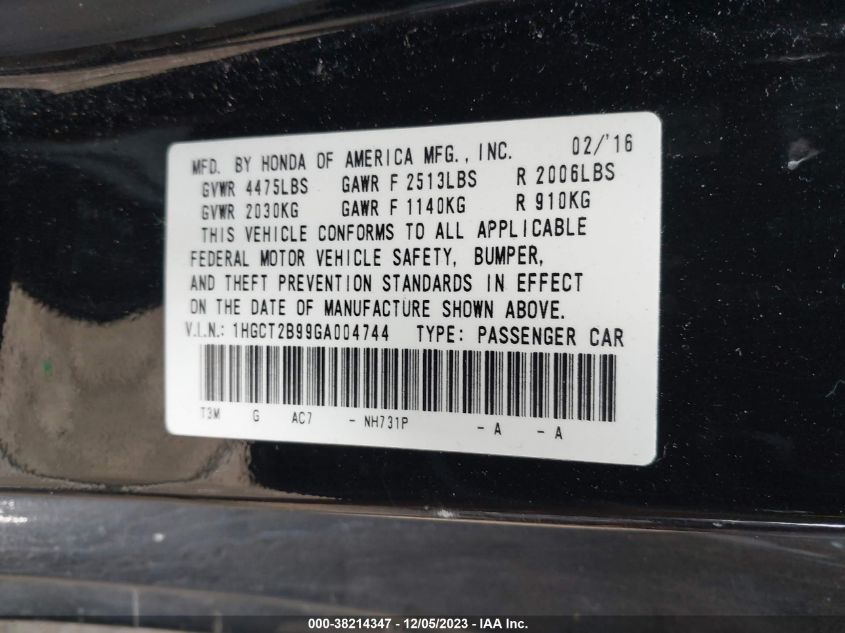 MFD. BY HONDA OF AMERICA MFG., INC. 02/'16
GVWR 4475LBS GAWR F 2513LBS R 2006LBS
GVWR 2030KG GAWR F 1140KG R 910KG
THIS VEHICLE CONFORMS TO ALL APPLICABLE
FEDERAL MOTOR VEHICLE SAFETY, BUMPER,
AND THEFT PREVENTION STANDARDS IN EFFECT
ON THE DATE OF MANUFACTURE SHOWN ABOVE.
V.I.N.: 1HGCT2B99GA004744 TYPE: PASSENGER CAR
T3M G AC7 - NH731P - A - A
000-38214347 - 12/05/2023 - IAA Inc.